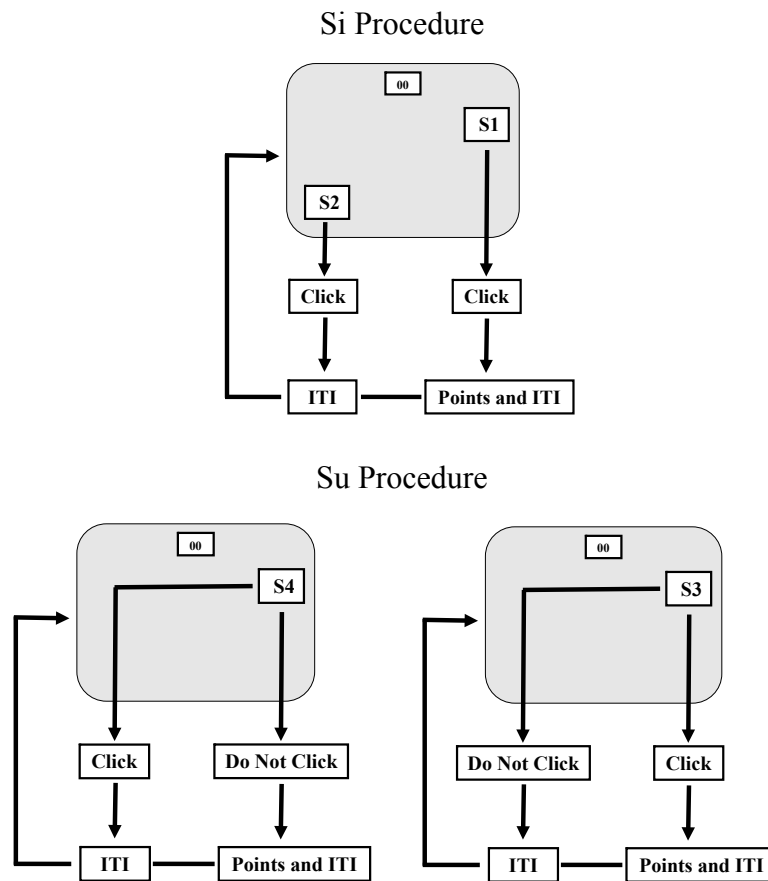 Si Procedure
00
S1
S2
Click
Click
ITI
Points and ITI
Su Procedure
00
S4
Click
Do Not Click
ITI
Points and ITI
00
S3
Do Not Click
Click
ITI
Points and ITI